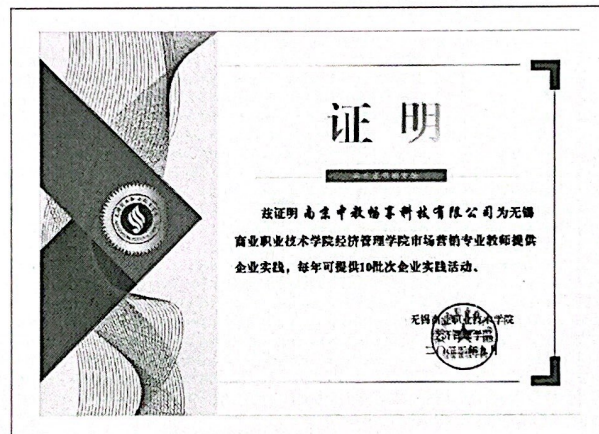 证 明
兹证明 南京中教畅享科技有限公司为无锡
商业职业技术学院经济管理学院市场营销专业教师提供
企业实践，每年可提供10批次企业实践活动。
无锡商业职业技术学院